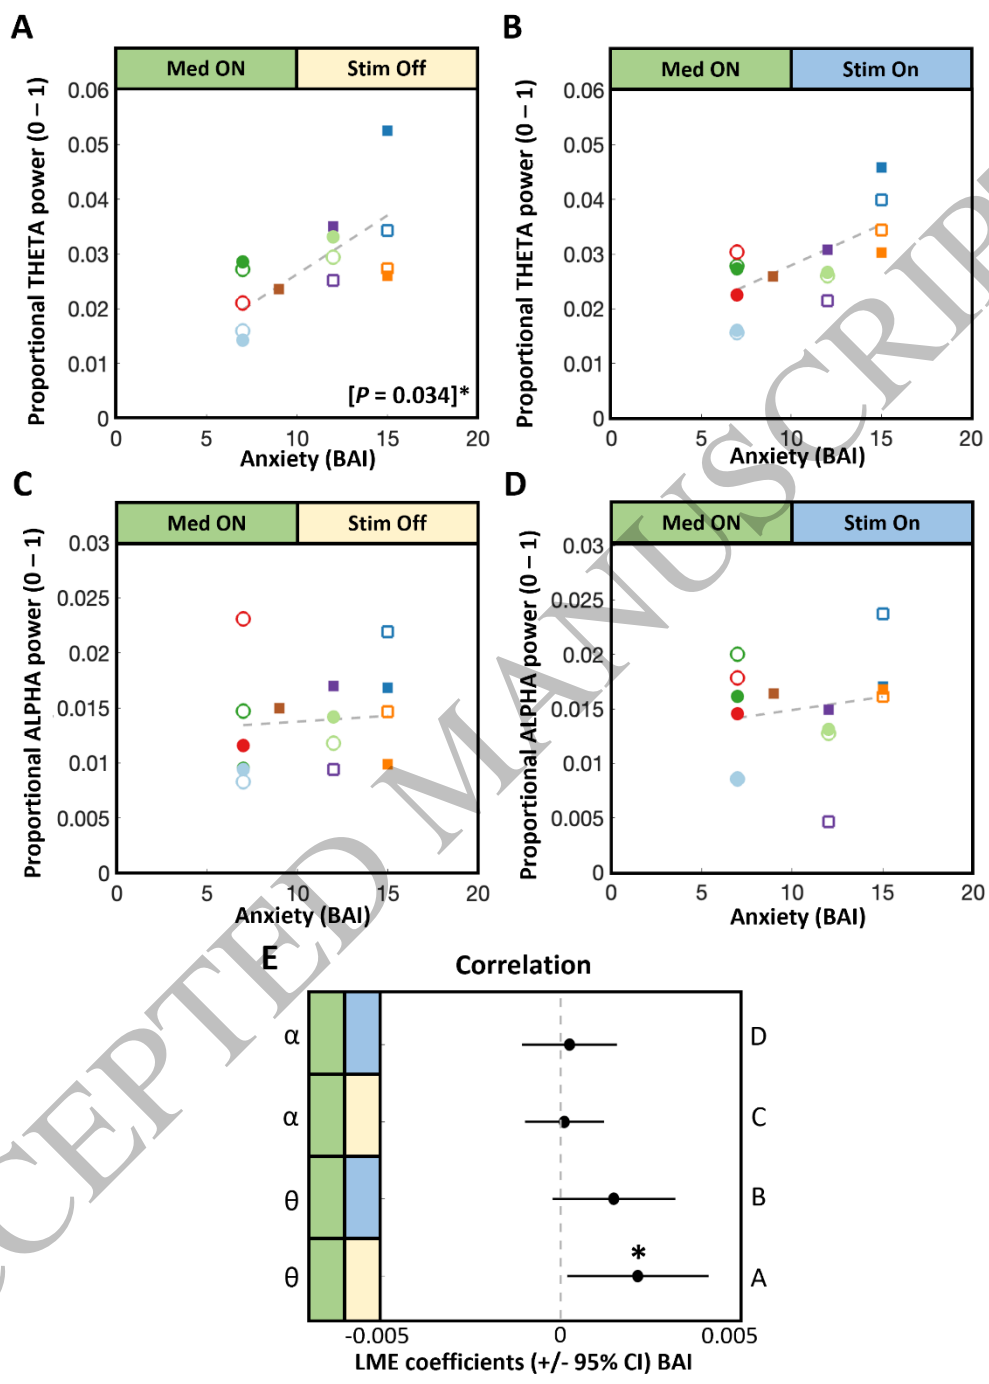 A
Med ON
Stim Off
Proportional THETA power (0 – 1)
0.06
0.05
0.04
0.03
0.02
0.01
0
[P = 0.034]*
0
5
10
15
20
Anxiety (BAI)
B
Med ON
Stim On
Proportional THETA power (0 – 1)
0.06
0.05
0.04
0.03
0.02
0.01
0
0
5
10
15
20
Anxiety (BAI)
C
Med ON
Stim Off
Proportional ALPHA power (0 – 1)
0.03
0.025
0.02
0.015
0.01
0.005
0
0
5
10
15
20
Anxiety (BAI)
D
Med ON
Stim On
Proportional ALPHA power (0 – 1)
0.03
0.025
0.02
0.015
0.01
0.005
0
0
5
10
15
20
Anxiety (BAI)
E
Correlation
α
D
α
C
θ
B
*
θ
A
-0.005
0
0.005
LME coefficients (+/- 95% CI) BAI
CCEPTED MANUSCRIPT